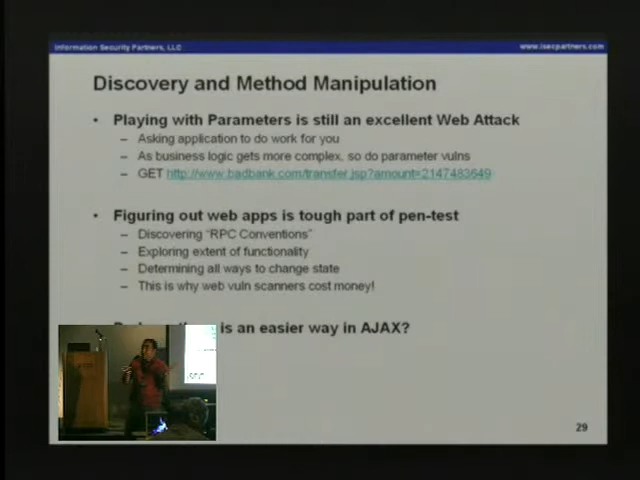 Information Security Partners, LLC
www.isecpartners.com
Discovery and Method Manipulation
• Playing with Parameters is still an excellent Web Attack
– Asking application to do work for you
– As business logic gets more complex, so do parameter vulns
– GET http://www.badbank.com/transfer.jsp?amount=2147483649
• Figuring out web apps is tough part of pen-test
– Discovering "RPC Conventions"
– Exploring extent of functionality
– Determining all ways to change state
– This is why web vuln scanners cost money!
is an easier way in AJAX?
29